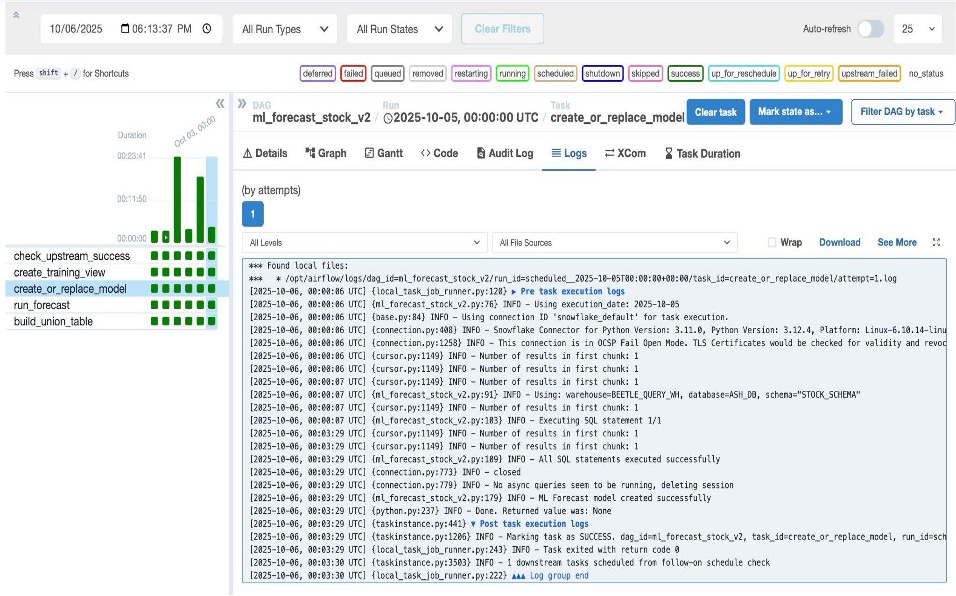 10/06/2025 06:13:37 PM All Run Types All Run States Clear Filters Auto-refresh 25
Press shift + / for Shortcuts
deferred failed queued removed restarting running scheduled shutdown skipped success up_for_reschedule up_for_retry upstream_failed no_status
DAG
ml_forecast_stock_v2 /
Run
2025-10-05, 00:00:00 UTC /
Task
create_or_replace_model
Clear task Mark state as... Filter DAG by task
Duration
Oct 03, 00:00
00:23:41
00:11:50
00:00:00
check_upstream_success
create_training_view
create_or_replace_model
run_forecast
build_union_table
Details Graph Gantt Code Audit Log Logs XCom Task Duration
(by attempts)
1
All Levels All File Sources Wrap Download See More
*** Found local files:
*** * /opt/airflow/logs/dag_id=ml_forecast_stock_v2/run_id=scheduled__2025-10-05T00:00:00+00:00/task_id=create_or_replace_model/attempt=1.log
[2025-10-06, 00:00:06 UTC] {local_task_job_runner.py:120} ▶ Pre task execution logs
[2025-10-06, 00:00:06 UTC] {ml_forecast_stock_v2.py:76} INFO - Using execution_date: 2025-10-05
[2025-10-06, 00:00:06 UTC] {base.py:84} INFO - Using connection ID 'snowflake_default' for task execution.
[2025-10-06, 00:00:06 UTC] {connection.py:408} INFO - Snowflake Connector for Python Version: 3.11.0, Python Version: 3.12.4, Platform: Linux-6.10.14-linu
[2025-10-06, 00:00:06 UTC] {connection.py:1258} INFO - This connection is in OCSP Fail Open Mode. TLS Certificates would be checked for validity and revoc
[2025-10-06, 00:00:06 UTC] {cursor.py:1149} INFO - Number of results in first chunk: 1
[2025-10-06, 00:00:06 UTC] {cursor.py:1149} INFO - Number of results in first chunk: 1
[2025-10-06, 00:00:07 UTC] {cursor.py:1149} INFO - Number of results in first chunk: 1
[2025-10-06, 00:00:07 UTC] {ml_forecast_stock_v2.py:91} INFO - Using: warehouse=BEETLE_QUERY_WH, database=ASH_DB, schema="STOCK_SCHEMA"
[2025-10-06, 00:00:07 UTC] {cursor.py:1149} INFO - Number of results in first chunk: 1
[2025-10-06, 00:00:07 UTC] {ml_forecast_stock_v2.py:103} INFO - Executing SQL statement 1/1
[2025-10-06, 00:03:29 UTC] {cursor.py:1149} INFO - Number of results in first chunk: 1
[2025-10-06, 00:03:29 UTC] {cursor.py:1149} INFO - Number of results in first chunk: 1
[2025-10-06, 00:03:29 UTC] {ml_forecast_stock_v2.py:109} INFO - All SQL statements executed successfully
[2025-10-06, 00:03:29 UTC] {connection.py:773} INFO - closed
[2025-10-06, 00:03:29 UTC] {connection.py:779} INFO - No async queries seem to be running, deleting session
[2025-10-06, 00:03:29 UTC] {ml_forecast_stock_v2.py:179} INFO - ML Forecast model created successfully
[2025-10-06, 00:03:29 UTC] {python.py:237} INFO - Done. Returned value was: None
[2025-10-06, 00:03:29 UTC] {taskinstance.py:441} ▼ Post task execution logs
[2025-10-06, 00:03:29 UTC] {taskinstance.py:1206} INFO - Marking task as SUCCESS. dag_id=ml_forecast_stock_v2, task_id=create_or_replace_model, run_id=sch
[2025-10-06, 00:03:29 UTC] {local_task_job_runner.py:243} INFO - Task exited with return code 0
[2025-10-06, 00:03:30 UTC] {taskinstance.py:3503} INFO - 1 downstream tasks scheduled from follow-on schedule check
[2025-10-06, 00:03:30 UTC] {local_task_job_runner.py:222} ▲▲▲ Log group end